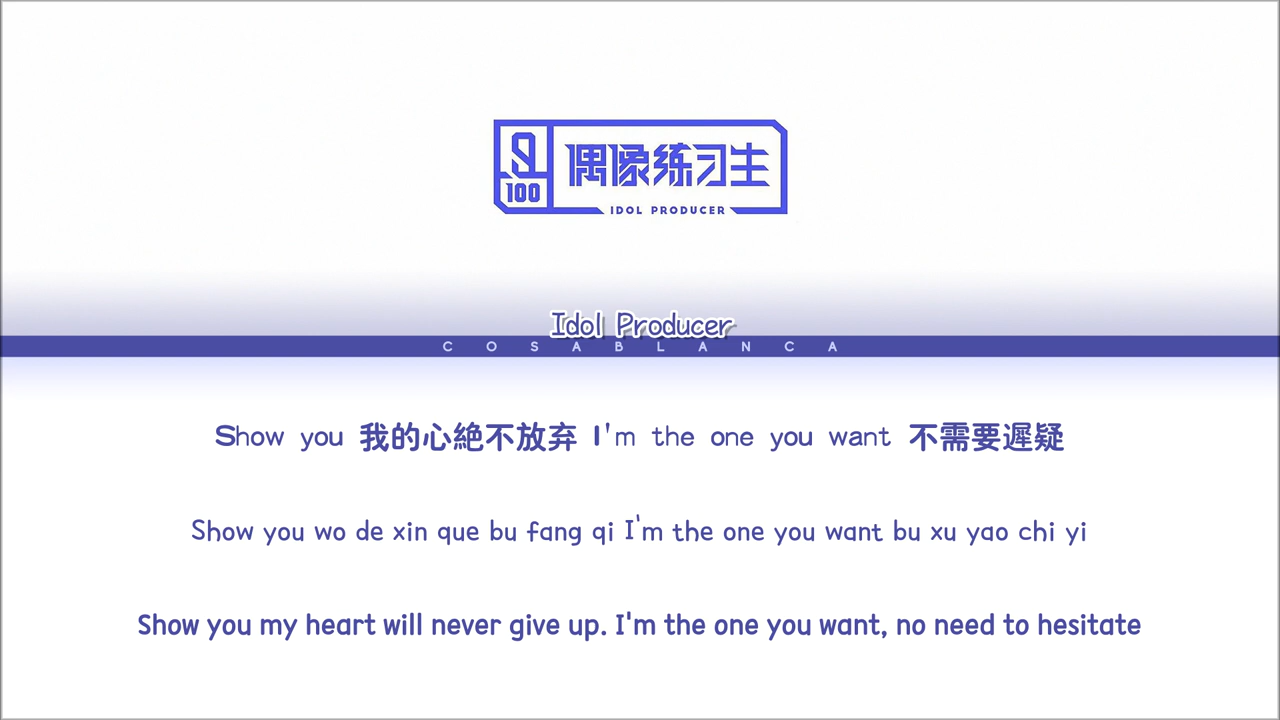 偶像练习生
100
IDOL PRODUCER
Idol Producer
COSABLANCA
Show you 我的心絶不放弃 I'm the one you want 不需要遲疑
Show you wo de xin que bu fang qi I'm the one you want bu xu yao chi yi
Show you my heart will never give up. I'm the one you want, no need to hesitate